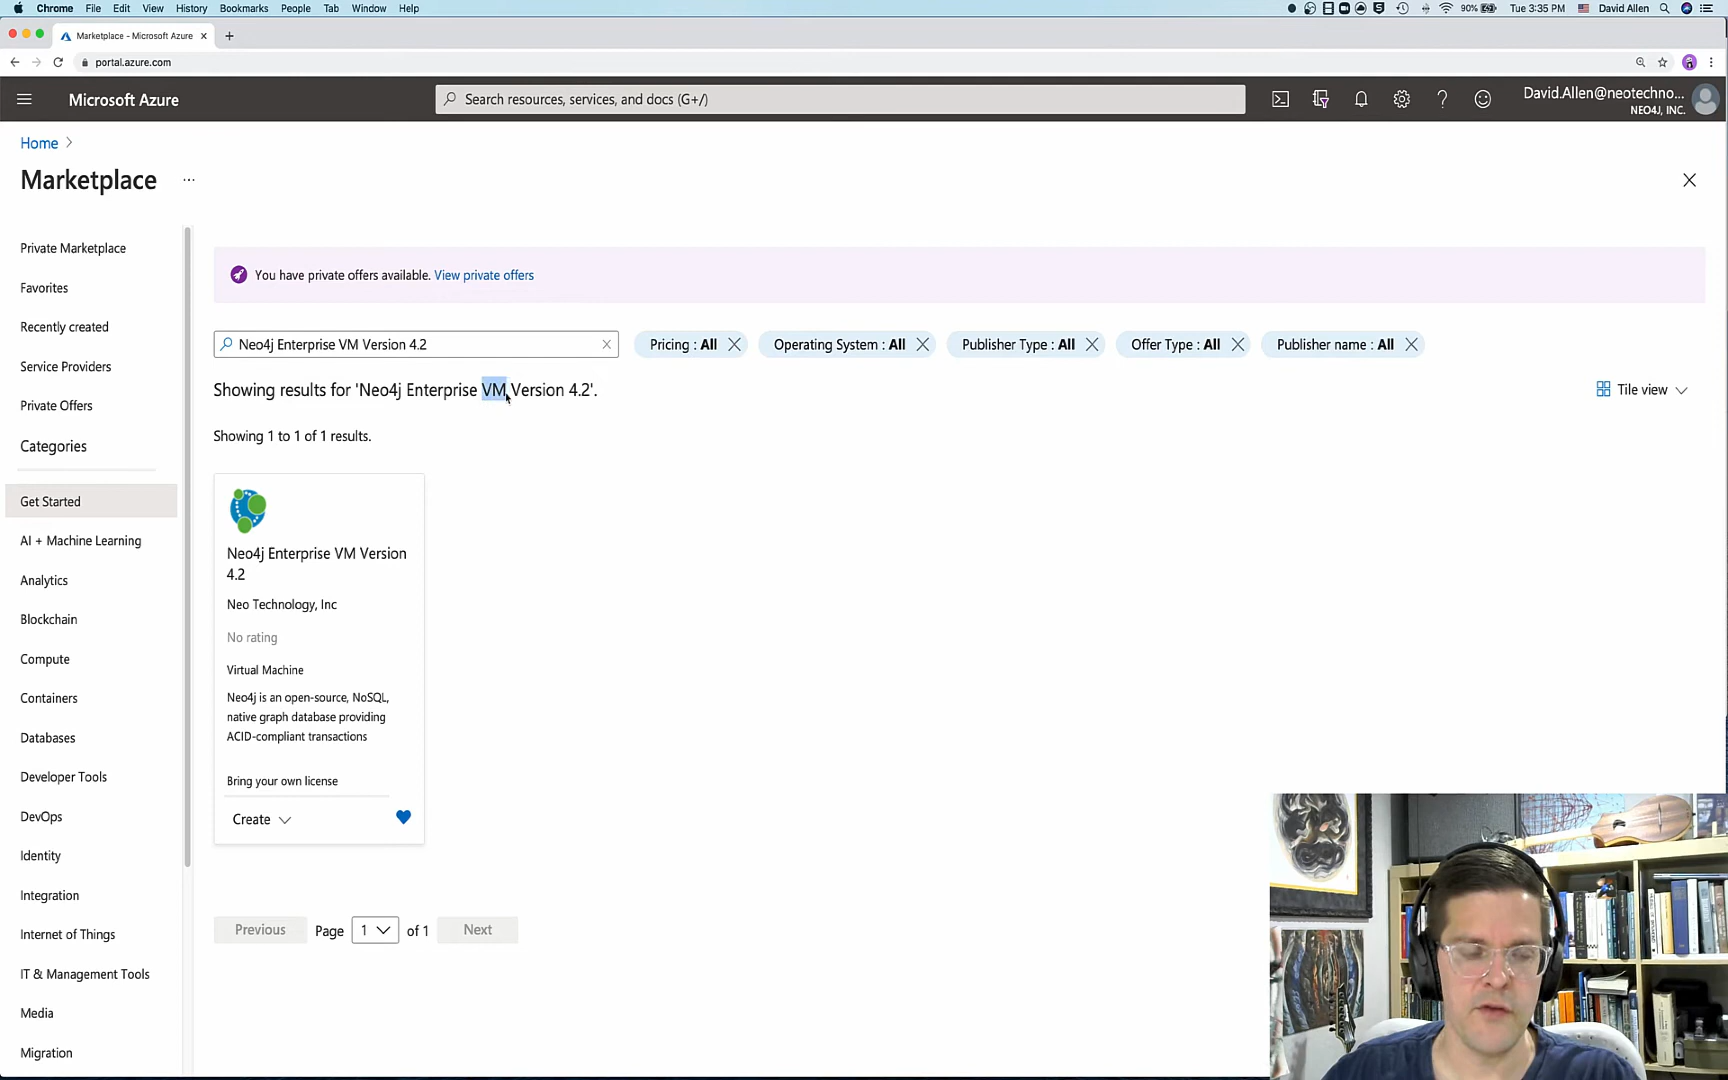 Chrome File Edit View History Bookmarks People Tab Window Help
90% Tue 3:35 PM David Allen
Marketplace - Microsoft Azure
portal.azure.com
Microsoft Azure
Search resources, services, and docs (G+/)
David.Allen@neotechno...
NEO4J, INC.
Home
Marketplace
Private Marketplace
Favorites
Recently created
Service Providers
Private Offers
Categories
Get Started
AI + Machine Learning
Analytics
Blockchain
Compute
Containers
Databases
Developer Tools
DevOps
Identity
Integration
Internet of Things
IT & Management Tools
Media
Migration
You have private offers available. View private offers
Neo4j Enterprise VM Version 4.2
Pricing : All
Operating System : All
Publisher Type : All
Offer Type : All
Publisher name : All
Showing results for 'Neo4j Enterprise VM Version 4.2'.
Tile view
Showing 1 to 1 of 1 results.
Neo4j Enterprise VM Version
4.2
Neo Technology, Inc
No rating
Virtual Machine
Neo4j is an open-source, NoSQL,
native graph database providing
ACID-compliant transactions
Bring your own license
Create
Previous Page 1 of 1 Next